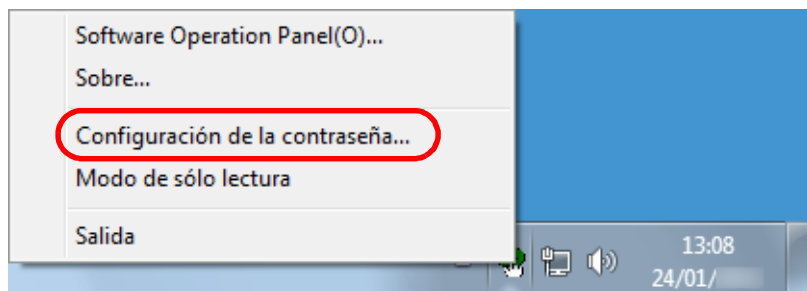 Software Operation Panel(O)...
Sobre...
Configuración de la contraseña...
Modo de sólo lectura
Salida
13:08
24/01/